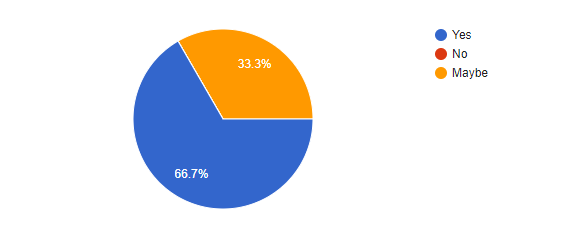 Yes
No
Maybe
33.3%
66.7%